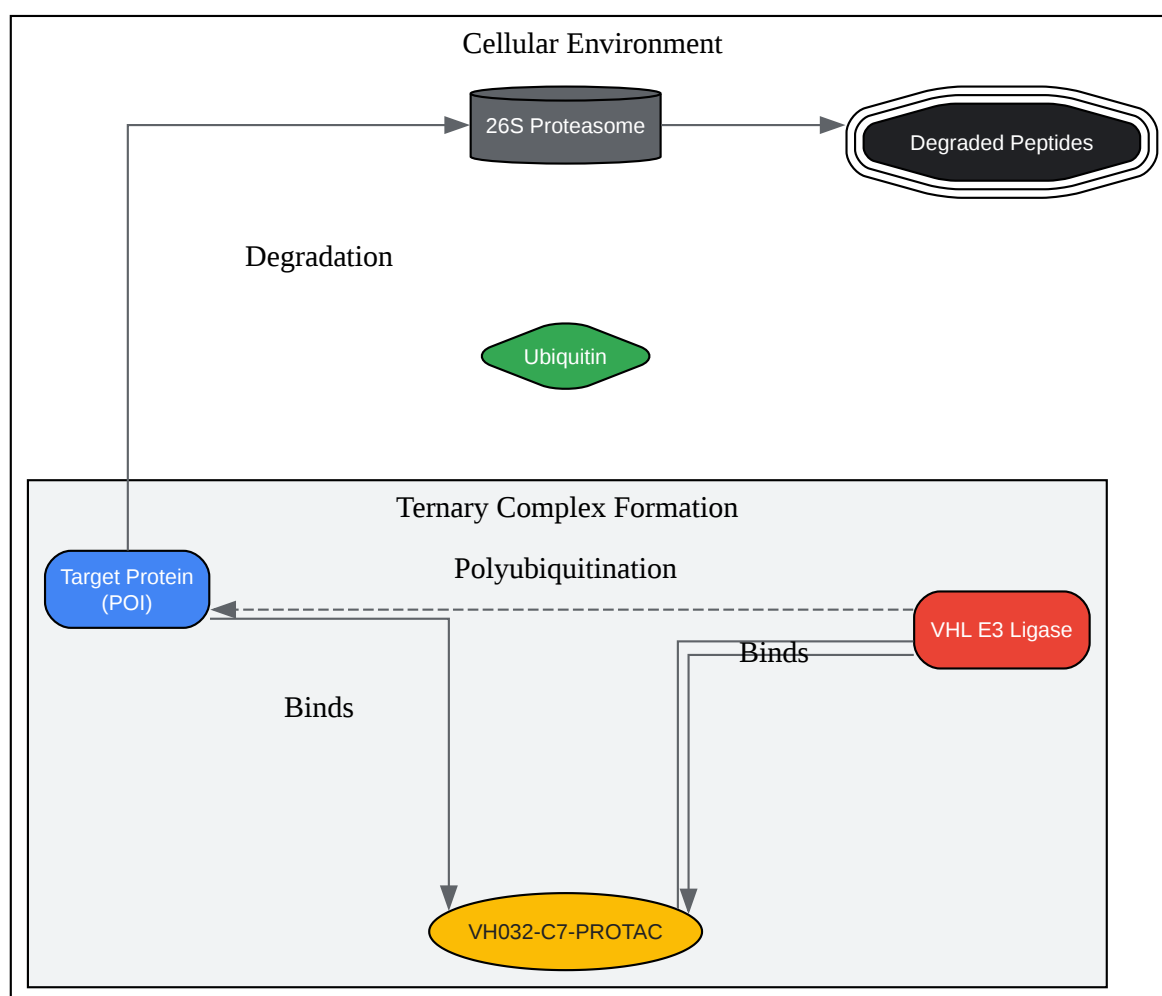 Cellular Environment
26S Proteasome
Degraded Peptides
Degradation
Ubiquitin
Ternary Complex Formation
Polyubiquitination
Target Protein
(POI)
VHL E3 Ligase
Binds
Binds
VH032-C7-PROTAC